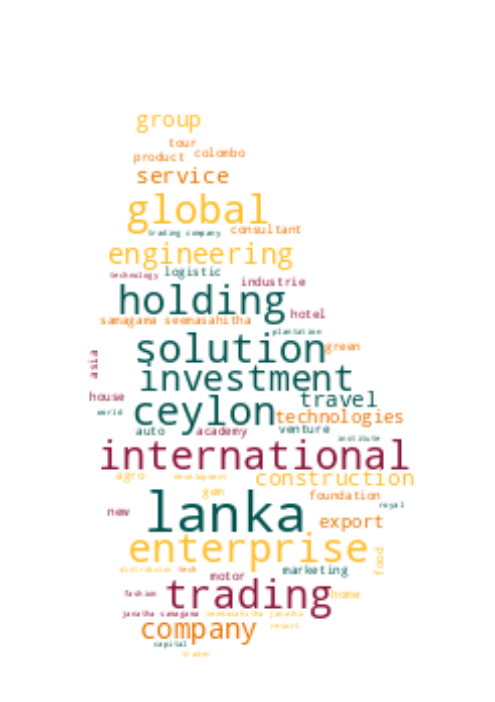 group
tour
product colombo
service
global
trading company consultant
engineering
technology logistic
industrie
holding hotel
samagama seemasahitha
plantation
solution green
asia
investment
house travel
world ceylon technologies
auto academy venture
institute
international
agro development construction
gem foundation
new lanka royal
export
enterprise food
distributor tech marketing
motor
fashion trading home
janatha samagama seemasahitha janatha
company resort
capital
trader